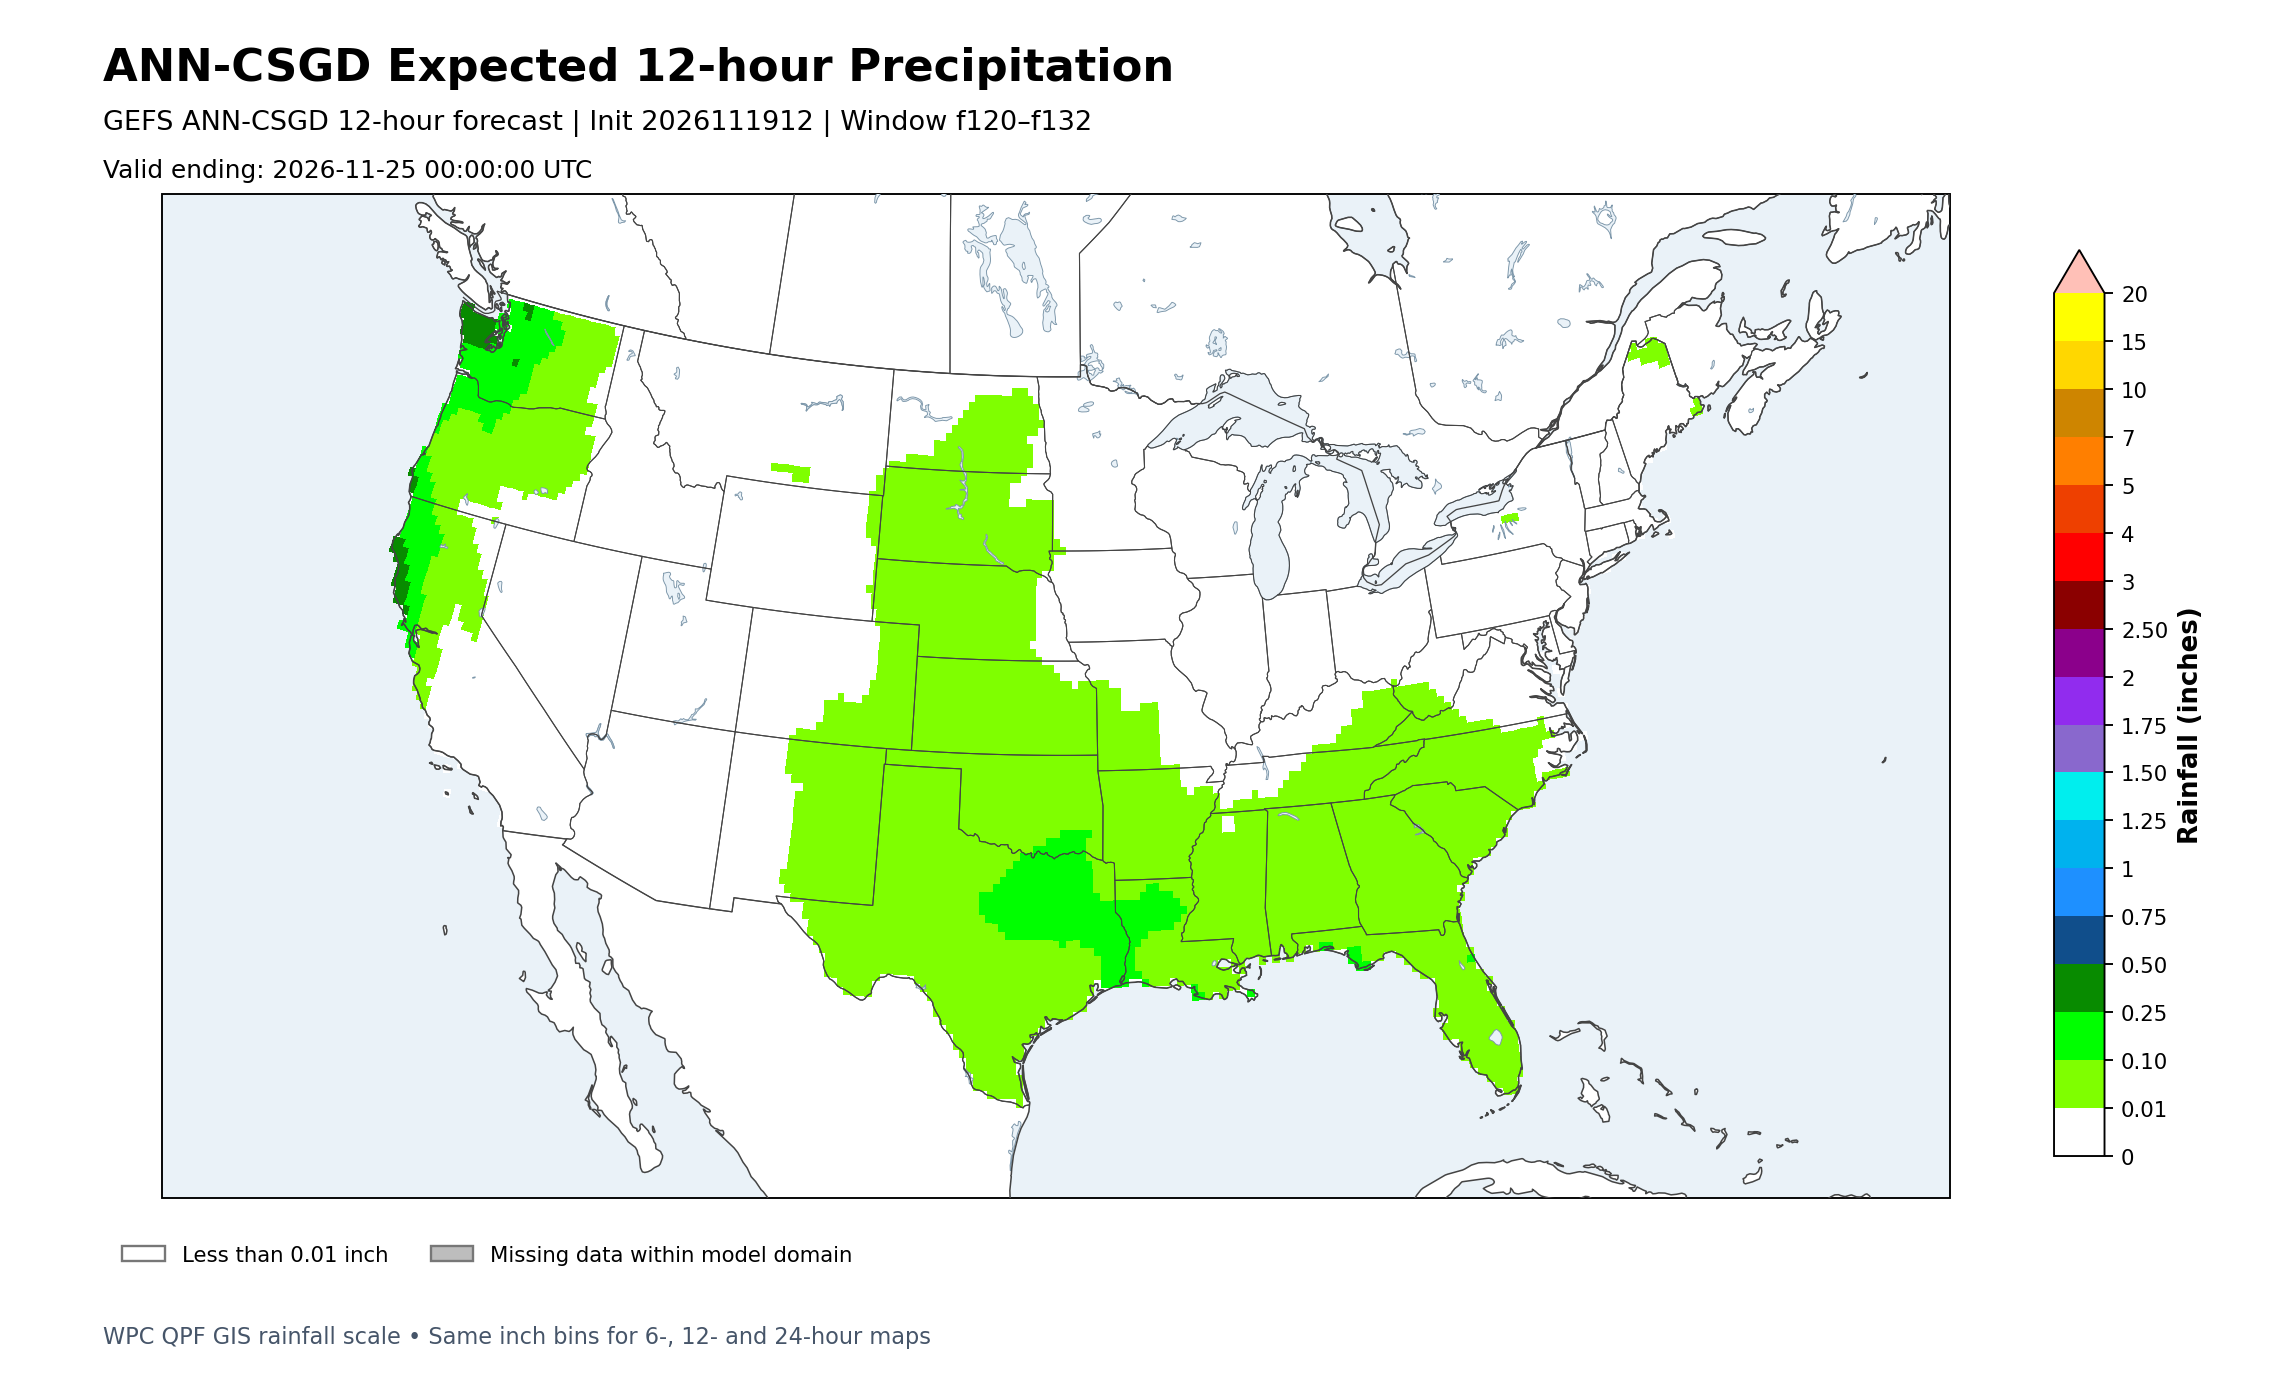 ANN-CSGD Expected 12-hour Precipitation
GEFS ANN-CSGD 12-hour forecast | Init 2026111912 | Window f120–f132
Valid ending: 2026-11-25 00:00:00 UTC
20
15
10
7
5
4
3
2.50
2
1.75
1.50
1.25
1
0.75
0.50
0.25
0.10
0.01
0
Rainfall (inches)
Less than 0.01 inch
Missing data within model domain
WPC QPF GIS rainfall scale • Same inch bins for 6-, 12- and 24-hour maps